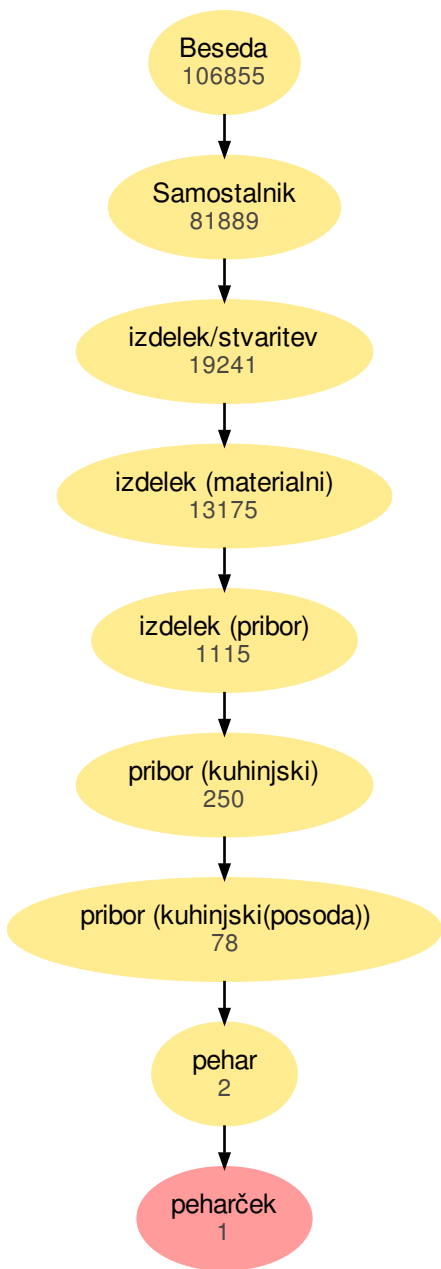 Beseda
106855
Samostalnik
81889
izdelek/stvaritev
19241
izdelek (materialni)
13175
izdelek (pribor)
1115
pribor (kuhinjski)
250
pribor (kuhinjski(posoda))
78
pehar
2
peharček
1